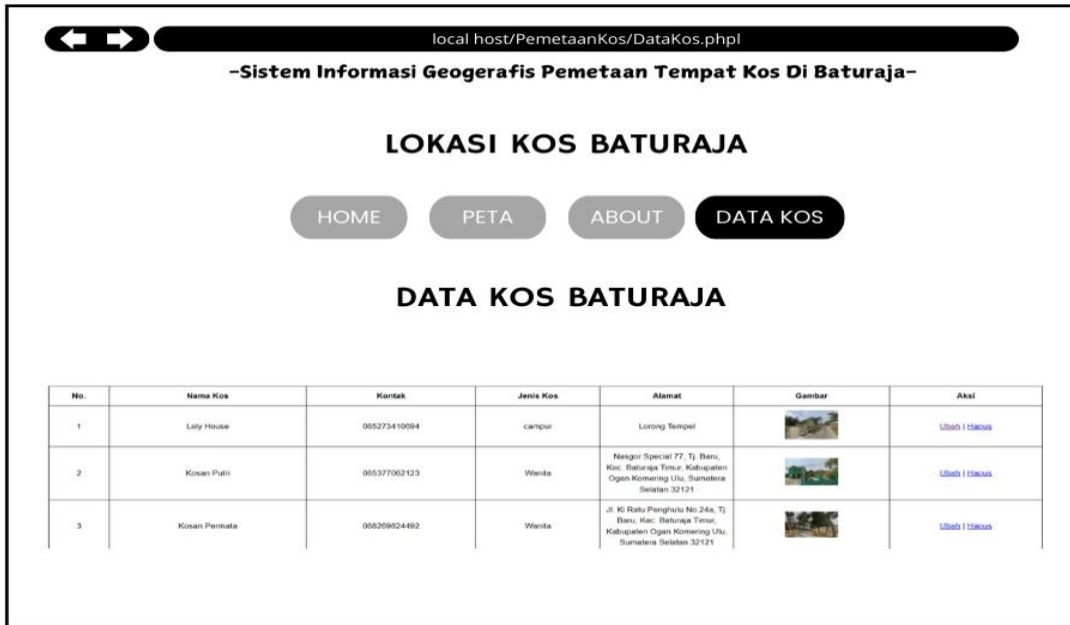 local host/PemetaanKos/DataKos.phpl
-Sistem Informasi Geogerafis Pemetaan Tempat Kos Di Baturaja-
LOKASI KOS BATURAJA
HOME PETA ABOUT DATA KOS
DATA KOS BATURAJA
No. Nama Kos Kontak Jenis Kos Alamat Gambar Aksi
1 Laly House 085273410694 campur Lorong Tempel Ubah | Hapus
2 Kosan Putri 085377062123 Wanita
Nasgor Special 77, Tj. Baru,
Kec. Baturaja Timur, Kabupaten
Ogan Komering Ulu, Sumatera
Selatan 32121
Ubah | Hapus
3 Kosan Permata 088269824492 Wanita
Jl. Ki Ratu Penghulu No.24a, Tj.
Baru, Kec. Baturaja Timur,
Kabupaten Ogan Komering Ulu,
Sumatera Selatan 32121
Ubah | Hapus